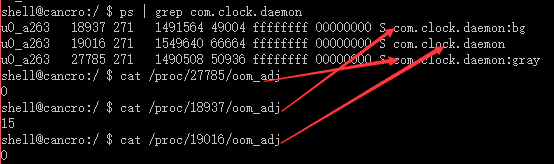 shell@cancro:/ $ ps | grep com.clock.daemon
u0_a263   18937 271   1491564 49004 ffffffff 00000000 S com.clock.daemon:bg
u0_a263   19016 271   1549640 66664 ffffffff 00000000 S com.clock.daemon
u0_a263   27785 271   1490508 50936 ffffffff 00000000 S com.clock.daemon:gray
shell@cancro:/ $ cat /proc/27785/oom_adj
0
shell@cancro:/ $ cat /proc/18937/oom_adj
15
shell@cancro:/ $ cat /proc/19016/oom_adj
0